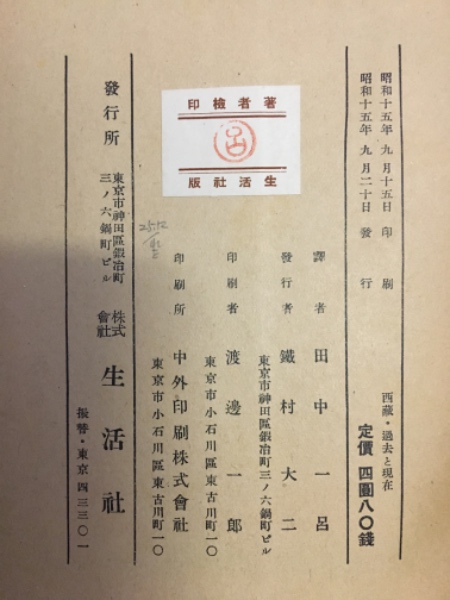 昭和十五年九月十五日印刷
昭和十五年九月二十日發行
西藏・過去と現在
定價 四圓八〇錢
譯者 田中一呂
發行者 鐵村大二
東京市神田區鍛冶町三ノ六鍋町ビル
印刷者 渡邊一郎
東京市小石川區東古川町一〇
印刷所 中外印刷株式會社
東京市小石川區東古川町一〇
著者檢印
呂
生活社版
發行所
東京市神田區鍛冶町
三ノ六鍋町ビル
株式會社 生活社
振替・東京四三三〇一